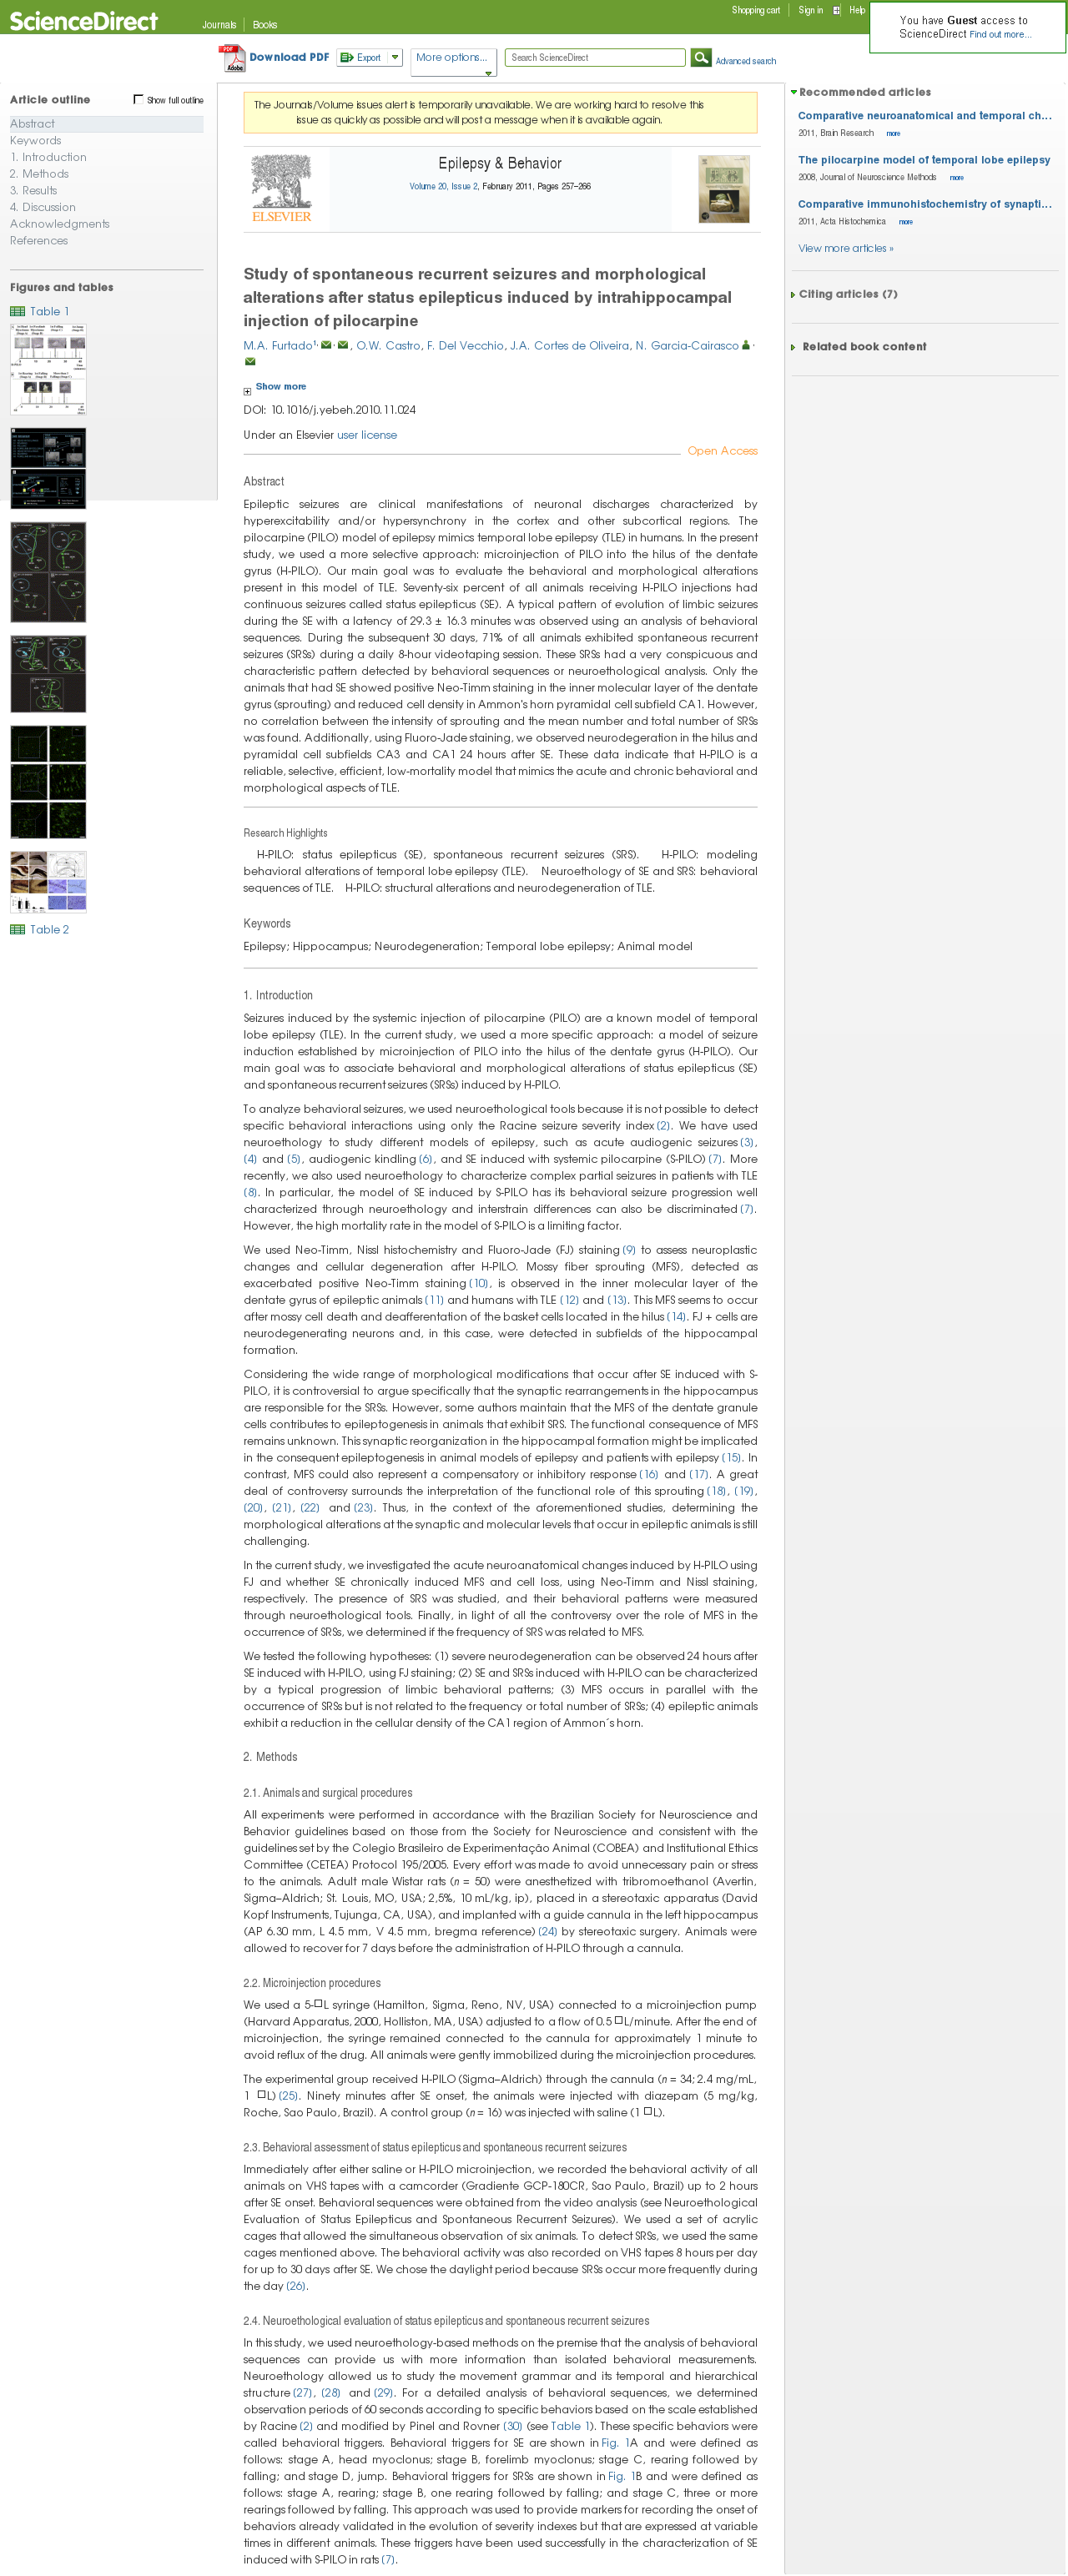 ScienceDirect
Journals
Books
Shopping cart
Sign in
Help
You have Guest access to
ScienceDirect Find out more...
Download PDF
Export
More options...
Search ScienceDirect
Advanced search
Article outline
Show full outline
Abstract
Keywords
1. Introduction
2. Methods
3. Results
4. Discussion
Acknowledgments
References
Figures and tables
Table 1
Table 2
The Journals/Volume issues alert is temporarily unavailable. We are working hard to resolve this
issue as quickly as possible and will post a message when it is available again.
ELSEVIER
Epilepsy & Behavior
Volume 20, Issue 2, February 2011, Pages 257–266
Study of spontaneous recurrent seizures and morphological
alterations after status epilepticus induced by intrahippocampal
injection of pilocarpine
M.A. Furtado¹, , O.W. Castro, F. Del Vecchio, J.A. Cortes de Oliveira, N. Garcia-Cairasco ,
Show more
DOI: 10.1016/j.yebeh.2010.11.024
Under an Elsevier user license
Open Access
Abstract
Epileptic seizures are clinical manifestations of neuronal discharges characterized by
hyperexcitability and/or hypersynchrony in the cortex and other subcortical regions. The
pilocarpine (PILO) model of epilepsy mimics temporal lobe epilepsy (TLE) in humans. In the present
study, we used a more selective approach: microinjection of PILO into the hilus of the dentate
gyrus (H-PILO). Our main goal was to evaluate the behavioral and morphological alterations
present in this model of TLE. Seventy-six percent of all animals receiving H-PILO injections had
continuous seizures called status epilepticus (SE). A typical pattern of evolution of limbic seizures
during the SE with a latency of 29.3 ± 16.3 minutes was observed using an analysis of behavioral
sequences. During the subsequent 30 days, 71% of all animals exhibited spontaneous recurrent
seizures (SRSs) during a daily 8-hour videotaping session. These SRSs had a very conspicuous and
characteristic pattern detected by behavioral sequences or neuroethological analysis. Only the
animals that had SE showed positive Neo-Timm staining in the inner molecular layer of the dentate
gyrus (sprouting) and reduced cell density in Ammon's horn pyramidal cell subfield CA1. However,
no correlation between the intensity of sprouting and the mean number and total number of SRSs
was found. Additionally, using Fluoro-Jade staining, we observed neurodegeration in the hilus and
pyramidal cell subfields CA3 and CA1 24 hours after SE. These data indicate that H-PILO is a
reliable, selective, efficient, low-mortality model that mimics the acute and chronic behavioral and
morphological aspects of TLE.
Research Highlights
H-PILO: status epilepticus (SE), spontaneous recurrent seizures (SRS). H-PILO: modeling
behavioral alterations of temporal lobe epilepsy (TLE). Neuroethology of SE and SRS: behavioral
sequences of TLE. H-PILO: structural alterations and neurodegeneration of TLE.
Keywords
Epilepsy; Hippocampus; Neurodegeneration; Temporal lobe epilepsy; Animal model
1. Introduction
Seizures induced by the systemic injection of pilocarpine (PILO) are a known model of temporal
lobe epilepsy (TLE). In the current study, we used a more specific approach: a model of seizure
induction established by microinjection of PILO into the hilus of the dentate gyrus (H-PILO). Our
main goal was to associate behavioral and morphological alterations of status epilepticus (SE)
and spontaneous recurrent seizures (SRSs) induced by H-PILO.
To analyze behavioral seizures, we used neuroethological tools because it is not possible to detect
specific behavioral interactions using only the Racine seizure severity index (2). We have used
neuroethology to study different models of epilepsy, such as acute audiogenic seizures (3),
(4) and (5), audiogenic kindling (6), and SE induced with systemic pilocarpine (S-PILO) (7). More
recently, we also used neuroethology to characterize complex partial seizures in patients with TLE
(8). In particular, the model of SE induced by S-PILO has its behavioral seizure progression well
characterized through neuroethology and interstrain differences can also be discriminated (7).
However, the high mortality rate in the model of S-PILO is a limiting factor.
We used Neo-Timm, Nissl histochemistry and Fluoro-Jade (FJ) staining (9) to assess neuroplastic
changes and cellular degeneration after H-PILO. Mossy fiber sprouting (MFS), detected as
exacerbated positive Neo-Timm staining (10), is observed in the inner molecular layer of the
dentate gyrus of epileptic animals (11) and humans with TLE (12) and (13). This MFS seems to occur
after mossy cell death and deafferentation of the basket cells located in the hilus (14). FJ + cells are
neurodegenerating neurons and, in this case, were detected in subfields of the hippocampal
formation.
Considering the wide range of morphological modifications that occur after SE induced with S-
PILO, it is controversial to argue specifically that the synaptic rearrangements in the hippocampus
are responsible for the SRSs. However, some authors maintain that the MFS of the dentate granule
cells contributes to epileptogenesis in animals that exhibit SRS. The functional consequence of MFS
remains unknown. This synaptic reorganization in the hippocampal formation might be implicated
in the consequent epileptogenesis in animal models of epilepsy and patients with epilepsy (15). In
contrast, MFS could also represent a compensatory or inhibitory response (16) and (17). A great
deal of controversy surrounds the interpretation of the functional role of this sprouting (18), (19),
(20), (21), (22) and (23). Thus, in the context of the aforementioned studies, determining the
morphological alterations at the synaptic and molecular levels that occur in epileptic animals is still
challenging.
In the current study, we investigated the acute neuroanatomical changes induced by H-PILO using
FJ and whether SE chronically induced MFS and cell loss, using Neo-Timm and Nissl staining,
respectively. The presence of SRS was studied, and their behavioral patterns were measured
through neuroethological tools. Finally, in light of all the controversy over the role of MFS in the
occurrence of SRSs, we determined if the frequency of SRS was related to MFS.
We tested the following hypotheses: (1) severe neurodegeneration can be observed 24 hours after
SE induced with H-PILO, using FJ staining; (2) SE and SRSs induced with H-PILO can be characterized
by a typical progression of limbic behavioral patterns; (3) MFS occurs in parallel with the
occurrence of SRSs but is not related to the frequency or total number of SRSs; (4) epileptic animals
exhibit a reduction in the cellular density of the CA1 region of Ammon´s horn.
2. Methods
2.1. Animals and surgical procedures
All experiments were performed in accordance with the Brazilian Society for Neuroscience and
Behavior guidelines based on those from the Society for Neuroscience and consistent with the
guidelines set by the Colegio Brasileiro de Experimentação Animal (COBEA) and Institutional Ethics
Committee (CETEA) Protocol 195/2005. Every effort was made to avoid unnecessary pain or stress
to the animals. Adult male Wistar rats (n = 50) were anesthetized with tribromoethanol (Avertin,
Sigma–Aldrich; St. Louis, MO, USA; 2,5%, 10 mL/kg, ip), placed in a stereotaxic apparatus (David
Kopf Instruments, Tujunga, CA, USA), and implanted with a guide cannula in the left hippocampus
(AP 6.30 mm, L 4.5 mm, V 4.5 mm, bregma reference) (24) by stereotaxic surgery. Animals were
allowed to recover for 7 days before the administration of H-PILO through a cannula.
2.2. Microinjection procedures
We used a 5-□L syringe (Hamilton, Sigma, Reno, NV, USA) connected to a microinjection pump
(Harvard Apparatus, 2000, Holliston, MA, USA) adjusted to a flow of 0.5 □L/minute. After the end of
microinjection, the syringe remained connected to the cannula for approximately 1 minute to
avoid reflux of the drug. All animals were gently immobilized during the microinjection procedures.
The experimental group received H-PILO (Sigma–Aldrich) through the cannula (n = 34; 2.4 mg/mL,
1 □L) (25). Ninety minutes after SE onset, the animals were injected with diazepam (5 mg/kg,
Roche, Sao Paulo, Brazil). A control group (n = 16) was injected with saline (1 □L).
2.3. Behavioral assessment of status epilepticus and spontaneous recurrent seizures
Immediately after either saline or H-PILO microinjection, we recorded the behavioral activity of all
animals on VHS tapes with a camcorder (Gradiente GCP-180CR, Sao Paulo, Brazil) up to 2 hours
after SE onset. Behavioral sequences were obtained from the video analysis (see Neuroethological
Evaluation of Status Epilepticus and Spontaneous Recurrent Seizures). We used a set of acrylic
cages that allowed the simultaneous observation of six animals. To detect SRSs, we used the same
cages mentioned above. The behavioral activity was also recorded on VHS tapes 8 hours per day
for up to 30 days after SE. We chose the daylight period because SRSs occur more frequently during
the day (26).
2.4. Neuroethological evaluation of status epilepticus and spontaneous recurrent seizures
In this study, we used neuroethology-based methods on the premise that the analysis of behavioral
sequences can provide us with more information than isolated behavioral measurements.
Neuroethology allowed us to study the movement grammar and its temporal and hierarchical
structure (27), (28) and (29). For a detailed analysis of behavioral sequences, we determined
observation periods of 60 seconds according to specific behaviors based on the scale established
by Racine (2) and modified by Pinel and Rovner (30) (see Table 1). These specific behaviors were
called behavioral triggers. Behavioral triggers for SE are shown in Fig. 1A and were defined as
follows: stage A, head myoclonus; stage B, forelimb myoclonus; stage C, rearing followed by
falling; and stage D, jump. Behavioral triggers for SRSs are shown in Fig. 1B and were defined as
follows: stage A, rearing; stage B, one rearing followed by falling; and stage C, three or more
rearings followed by falling. This approach was used to provide markers for recording the onset of
behaviors already validated in the evolution of severity indexes but that are expressed at variable
times in different animals. These triggers have been used successfully in the characterization of SE
induced with S-PILO in rats (7).
Recommended articles
Comparative neuroanatomical and temporal ch...
2011, Brain Research more
The pilocarpine model of temporal lobe epilepsy
2008, Journal of Neuroscience Methods more
Comparative immunohistochemistry of synapti...
2011, Acta Histochemica more
View more articles »
Citing articles (7)
Related book content